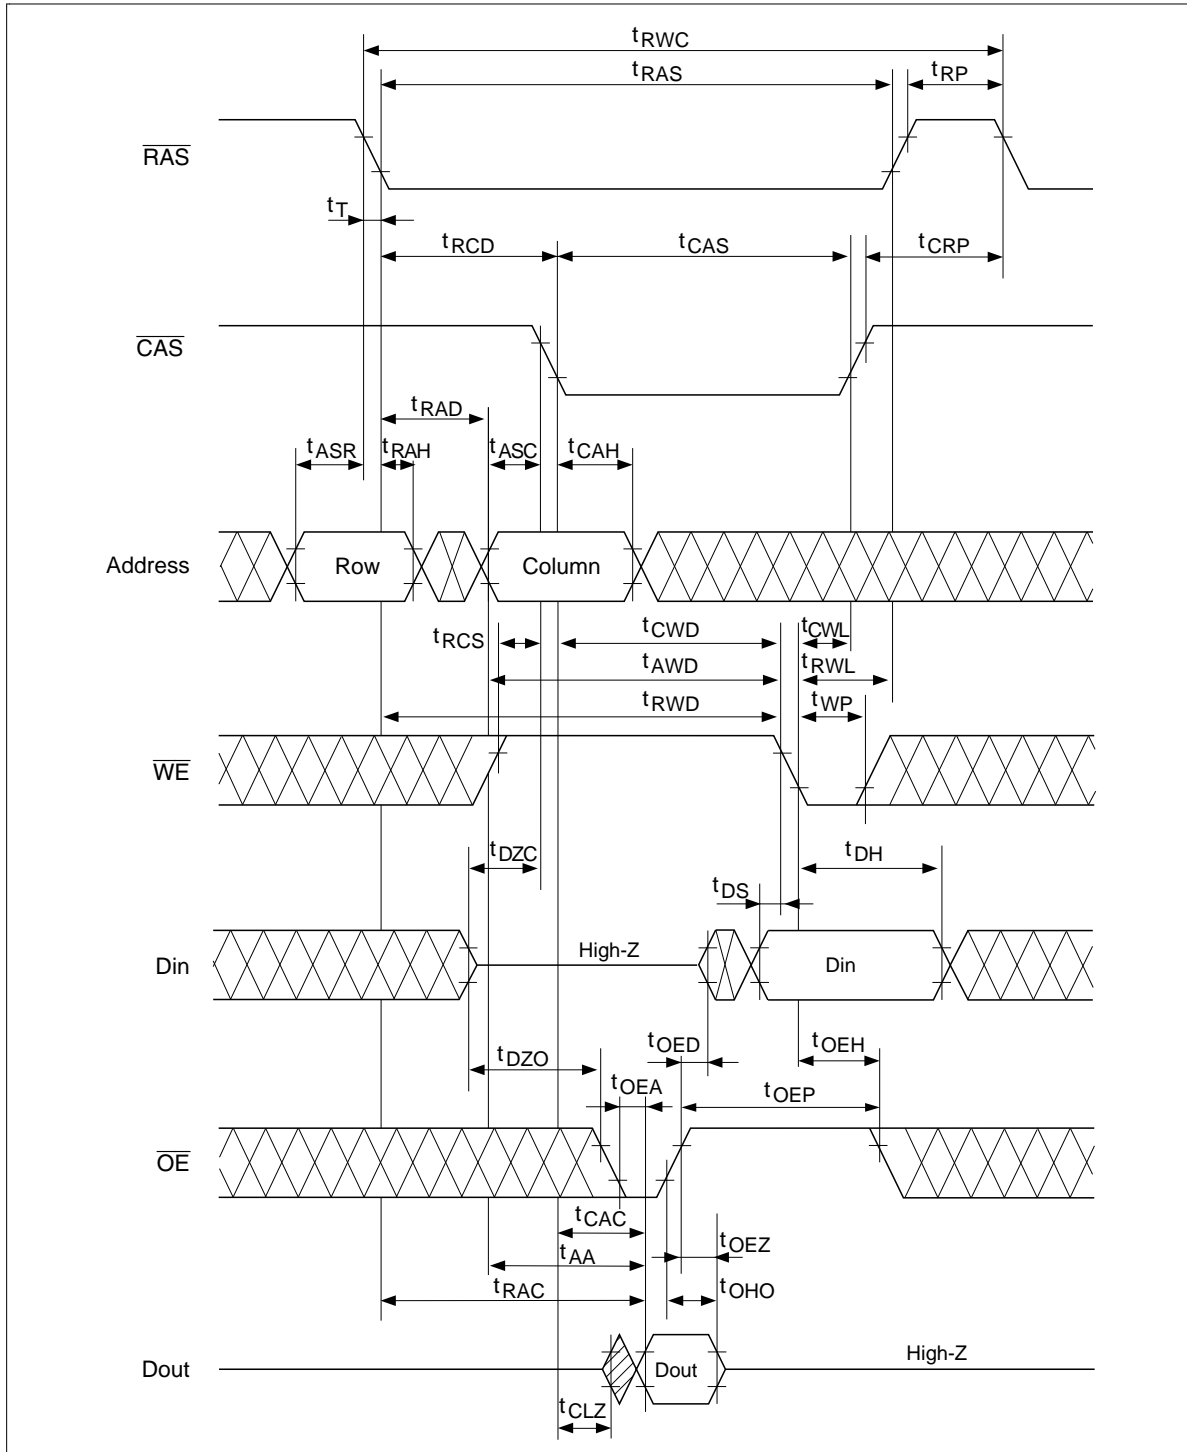 tRWC
tRAS
tRP
RAS
tT
tRCD
tCAS
tCRP
CAS
tRAD
tASR
tRAH
tASC
tCAH
Address
Row
Column
tRCS
tCWD
tCWL
tAWD
tRWL
tRWD
tWP
WE
tDZC
tDH
tDS
Din
High-Z
Din
tOED
tOEH
tDZO
tOEA
tOEP
OE
tCAC
tOEZ
tAA
tRAC
tOHO
Dout
Dout
High-Z
tCLZ